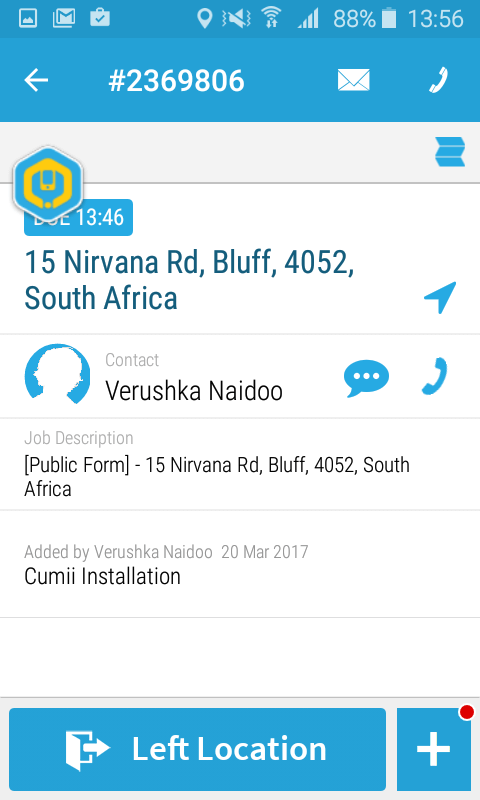 88% 13:56
#2369806
DUE 13:46
15 Nirvana Rd, Bluff, 4052,
South Africa
Contact
Verushka Naidoo
Job Description
[Public Form] - 15 Nirvana Rd, Bluff, 4052, South
Africa
Added by Verushka Naidoo 20 Mar 2017
Cumii Installation
Left Location